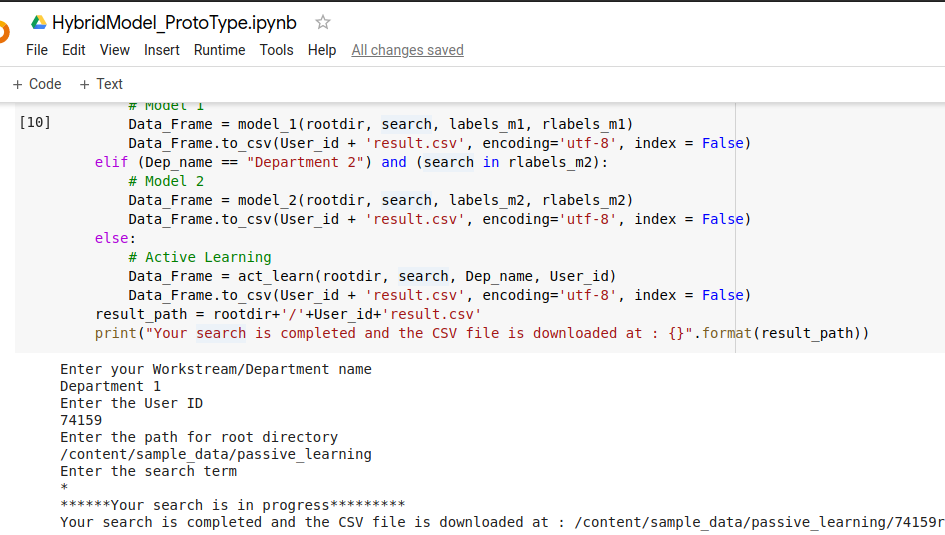 HybridModel_ProtoType.ipynb
File Edit View Insert Runtime Tools Help All changes saved
+ Code + Text
# Model 1
[10] Data_Frame = model_1(rootdir, search, labels_m1, rlabels_m1)
Data_Frame.to_csv(User_id + 'result.csv', encoding='utf-8', index = False)
elif (Dep_name == "Department 2") and (search in rlabels_m2):
# Model 2
Data_Frame = model_2(rootdir, search, labels_m2, rlabels_m2)
Data_Frame.to_csv(User_id + 'result.csv', encoding='utf-8', index = False)
else:
# Active Learning
Data_Frame = act_learn(rootdir, search, Dep_name, User_id)
Data_Frame.to_csv(User_id + 'result.csv', encoding='utf-8', index = False)
result_path = rootdir+'/'+User_id+'result.csv'
print("Your search is completed and the CSV file is downloaded at : {}".format(result_path))
Enter your Workstream/Department name
Department 1
Enter the User ID
74159
Enter the path for root directory
/content/sample_data/passive_learning
Enter the search term
*
******Your search is in progress*********
Your search is completed and the CSV file is downloaded at : /content/sample_data/passive_learning/74159r